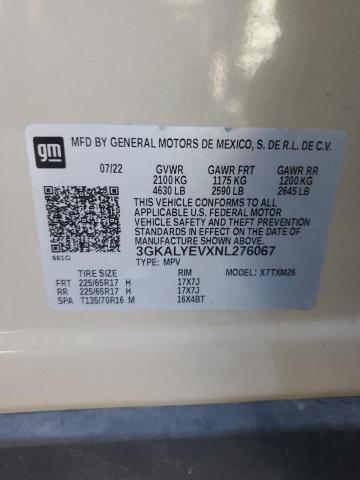 gm
MFD BY GENERAL MOTORS DE MEXICO, S. DE R.L. DE C.V.
07/22 GVWR GAWR FRT GAWR RR
2100 KG 1175 KG 1200 KG
4630 LB 2590 LB 2645 LB
THIS VEHICLE CONFORMS TO ALL
APPLICABLE U.S. FEDERAL MOTOR
VEHICLE SAFETY AND THEFT PREVENTION
STANDARDS IN EFFECT ON THE DATE OF
MANUFACTURE SHOWN ABOVE.
3GKALYEVXNL276067
661G TYPE: MPV
TIRE SIZE RIM MODEL: X7TXM26
FRT 225/65R17 H 17X7J
RR 225/65R17 H 17X7J
SPA T135/70R16 M 16X4BT